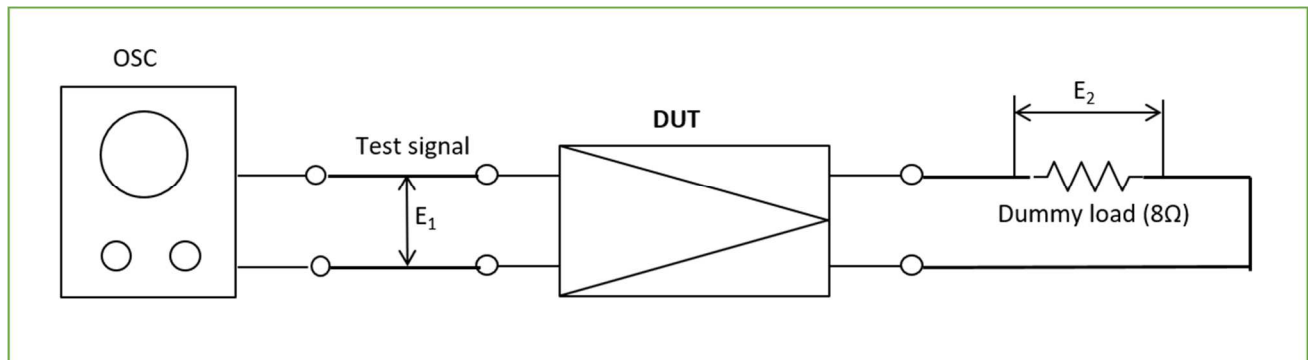 OSC
Test signal
E₁
DUT
E₂
Dummy load (8Ω)